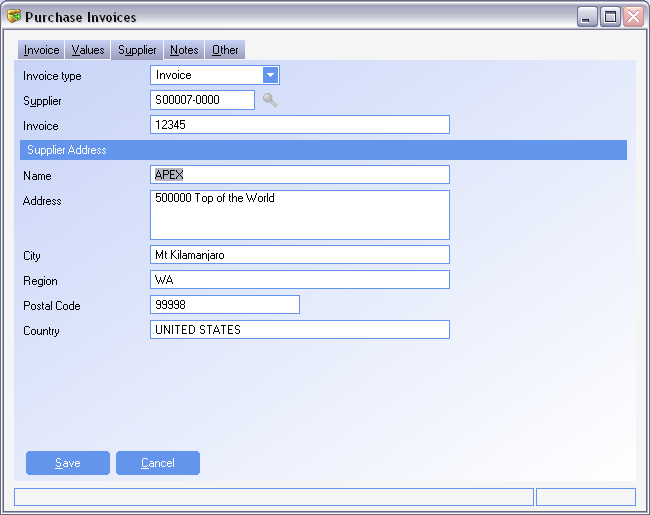 Purchase Invoices
Invoice Values Supplier Notes Other
Invoice type Invoice
Supplier S00007-0000
Invoice 12345
Supplier Address
Name APEX
Address 500000 Top of the World
City Mt Kilamanjaro
Region WA
Postal Code 99998
Country UNITED STATES
Save Cancel